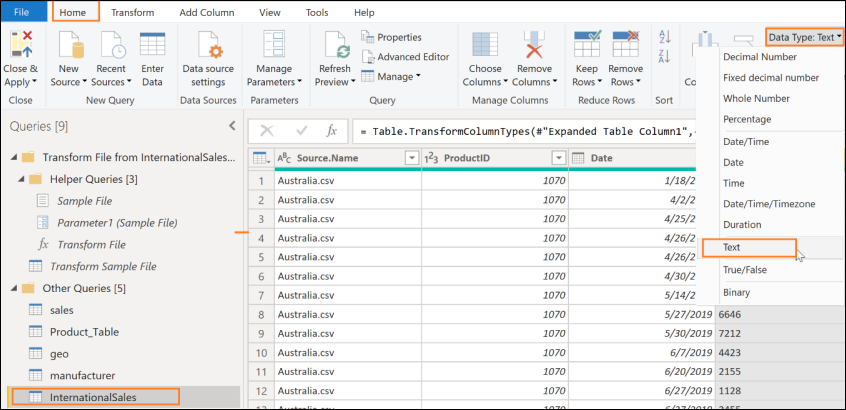 File Home Transform Add Column View Tools Help
Data Type: Text
Close & Apply
New Source
Recent Sources
Enter Data
Data source settings
Manage Parameters
Refresh Preview
Properties
Advanced Editor
Manage
Choose Columns
Remove Columns
Keep Rows
Remove Rows
A Z
Z A
Close New Query Data Sources Parameters Query Manage Columns Reduce Rows Sort
Decimal Number
Fixed decimal number
Whole Number
Percentage
Date/Time
Date
Time
Date/Time/Timezone
Duration
Text
True/False
Binary
Queries [9]
Transform File from InternationalSales...
Helper Queries [3]
Sample File
Parameter1 (Sample File)
fx Transform File
Transform Sample File
Other Queries [5]
sales
Product_Table
geo
manufacturer
InternationalSales
fx = Table.TransformColumnTypes(#"Expanded Table Column1",
ABC Source.Name 123 ProductID Date
1 Australia.csv 1070 1/18/2
2 Australia.csv 1070 4/2/2
3 Australia.csv 1070 4/25/2
4 Australia.csv 1070 4/26/2
5 Australia.csv 1070 4/26/2
6 Australia.csv 1070 4/30/2
7 Australia.csv 1070 5/14/2
8 Australia.csv 1070 5/27/2019 6646
9 Australia.csv 1070 5/30/2019 7212
10 Australia.csv 1070 6/7/2019 4423
11 Australia.csv 1070 6/20/2019 2155
12 Australia.csv 1070 6/27/2019 1128